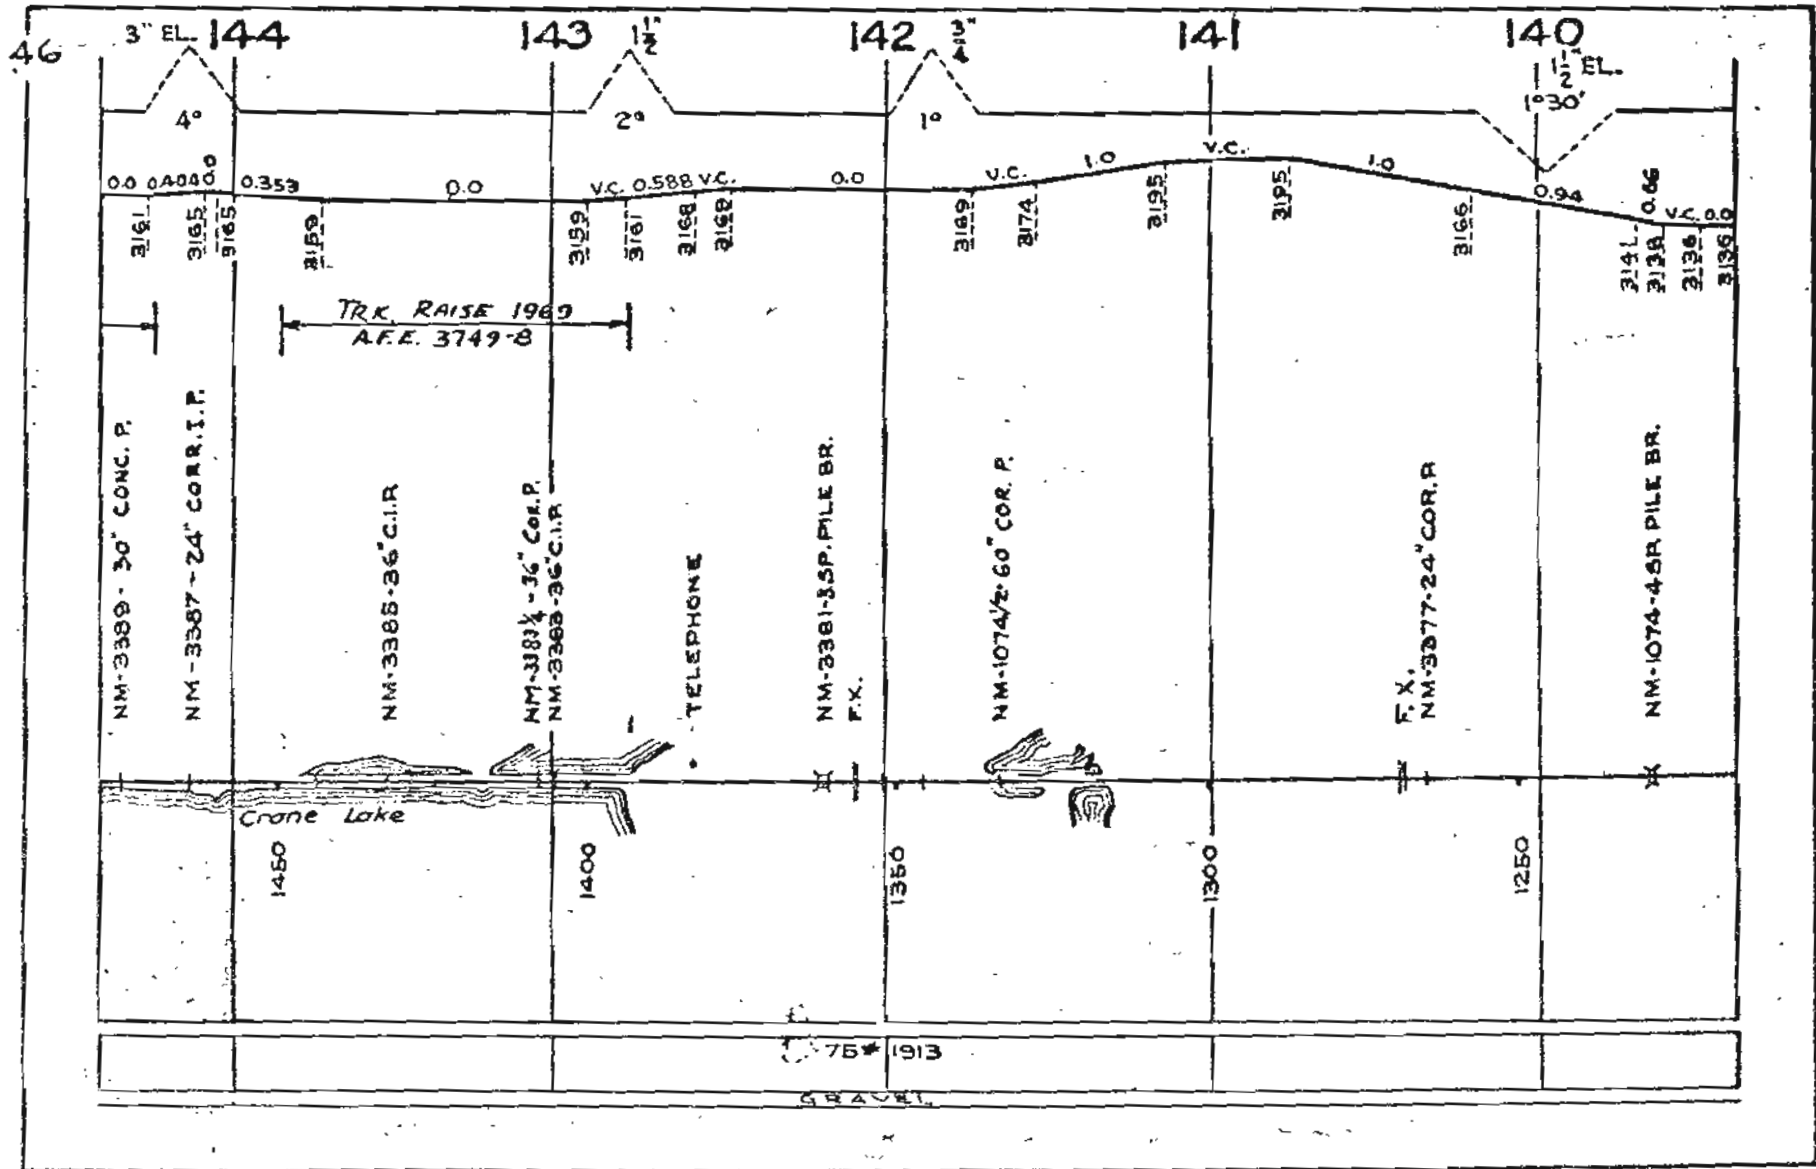 46
3" EL. 144
143 1½"
142 ¾"
141
140
1½" EL.
4°
2°
1°
1°30'
0.0 0.404 0.0 0.353 0.0 V.C. 0.588 V.C. 0.0 V.C. 1.0 V.C. 1.0 0.94 0.66 V.C. 0.0
3161
3165
3165
3159
3159
3161
3168
3168
3169
3174
3195
3195
3166
3141
3138
3136
3136
TRK. RAISE 1969
A.F.E. 3749-8
NM-3389-30" CONC. P.
NM-3387-24" CORR.I.P.
NM-3385-36" C.I.P.
NM-3383¼-36" COR.P.
NM-3383-36" C.I.P.
TELEPHONE
NM-3381-3SP.PILE BR.
F.X.
NM-1074½-60" COR. P.
F.X.
NM-3377-24" COR.P.
NM-1074-4SP. PILE BR.
Crane Lake
1450
1400
1350
1300
1250
75# 1913
GRAVEL